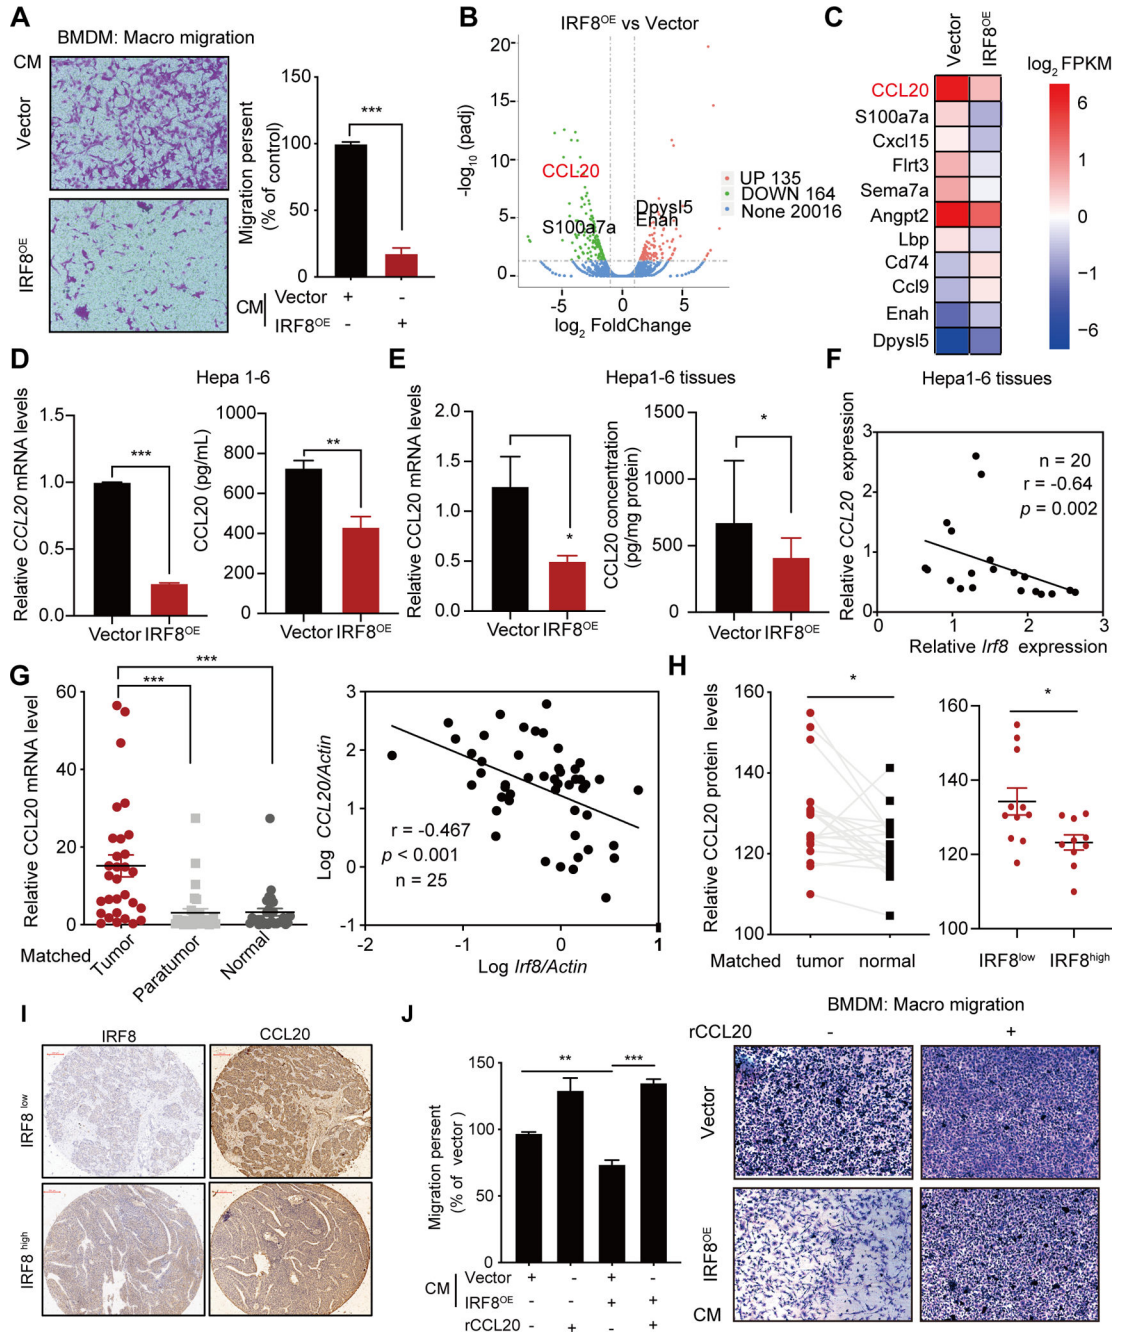 A
BMDM: Macro migration
CM
Vector
IRF8OE
Migration persent
(% of control)
150
100
50
0
***
CM
Vector + -
IRF8OE - +
B
IRF8OE vs Vector
-log10 (padj)
20
15
10
5
0
CCL20
S100a7a
Dpysl5
Enah
UP 135
DOWN 164
None 20016
-5 0 5
log2 FoldChange
C
Vector
IRF8OE
log2 FPKM
CCL20
S100a7a
Cxcl15
Flrt3
Sema7a
Angpt2
Lbp
Cd74
Ccl9
Enah
Dpysl5
6
1
0
−1
−6
D
Hepa 1-6
Relative CCL20 mRNA levels
1.5
1.0
0.5
0.0
***
Vector IRF8OE
CCL20 (pg/mL)
1000
800
600
400
200
0
**
Vector IRF8OE
E
Hepa1-6 tissues
Relative CCL20 mRNA levels
2.0
1.5
1.0
0.5
0.0
*
Vector IRF8OE
CCL20 concentration
(pg/mg protein)
1500
1000
500
0
*
Vector IRF8OE
F
Hepa1-6 tissues
Relative CCL20 expression
3
2
1
0
n = 20
r = -0.64
p = 0.002
0 1 2 3
Relative Irf8 expression
G
Relative CCL20 mRNA level
60
40
20
0
***
***
Matched
Tumor
Paratumor
Normal
Log CCL20/Actin
3
2
1
0
-1
r = -0.467
p < 0.001
n = 25
-2 -1 0 1
Log Irf8/Actin
H
Relative CCL20 protein levels
160
140
120
100
*
Matched tumor normal
160
140
120
100
*
IRF8low IRF8high
I
IRF8 CCL20
IRF8 low
IRF8 high
J
Migration persent
(% of vector )
150
100
50
0
** ***
CM
Vector + - + -
IRF8OE - - + +
rCCL20 - + - +
BMDM: Macro migration
rCCL20 - +
Vector
IRF8OE
CM